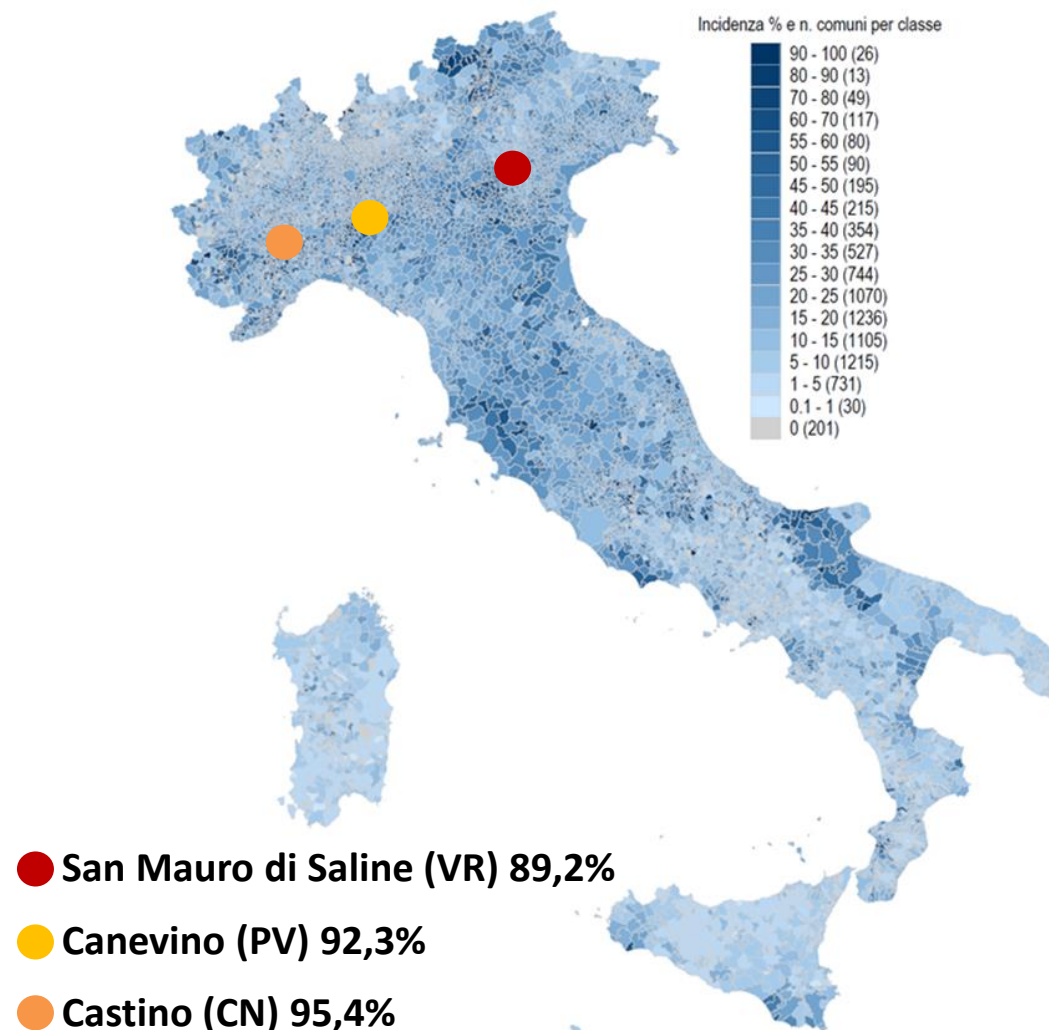 Incidenza % e n. comuni per classe
90 - 100 (26)
80 - 90 (13)
70 - 80 (49)
60 - 70 (117)
55 - 60 (80)
50 - 55 (90)
45 - 50 (195)
40 - 45 (215)
35 - 40 (354)
30 - 35 (527)
25 - 30 (744)
20 - 25 (1070)
15 - 20 (1236)
10 - 15 (1105)
5 - 10 (1215)
1 - 5 (731)
0.1 - 1 (30)
0 (201)
San Mauro di Saline (VR) 89,2%
Canevino (PV) 92,3%
Castino (CN) 95,4%